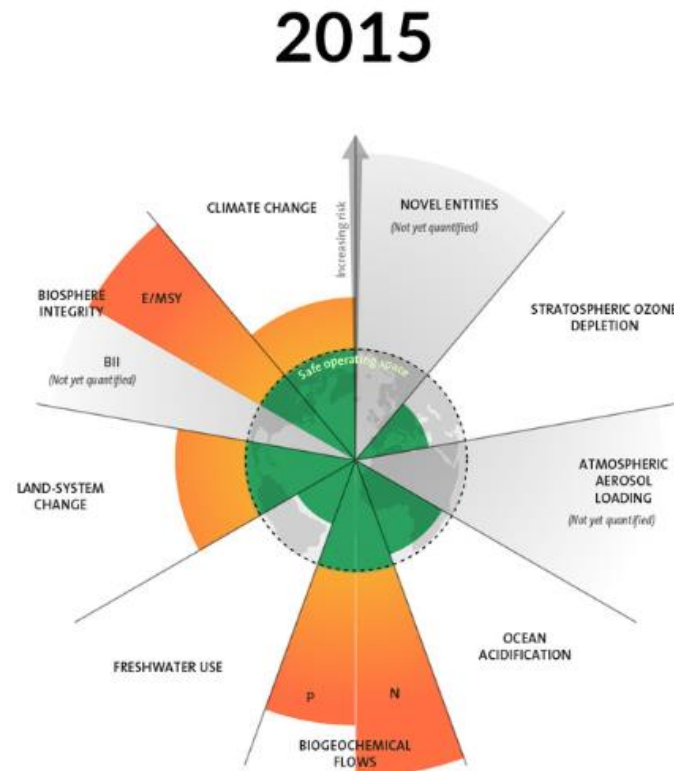 2015
CLIMATE CHANGE
Increasing risk
NOVEL ENTITIES
(Not yet quantified)
STRATOSPHERIC OZONE
DEPLETION
ATMOSPHERIC
AEROSOL
LOADING
(Not yet quantified)
OCEAN
ACIDIFICATION
N
P
BIOGEOCHEMICAL
FLOWS
FRESHWATER USE
LAND-SYSTEM
CHANGE
BIOSPHERE
INTEGRITY
E/MSY
BII
(Not yet quantified)
Safe operating space